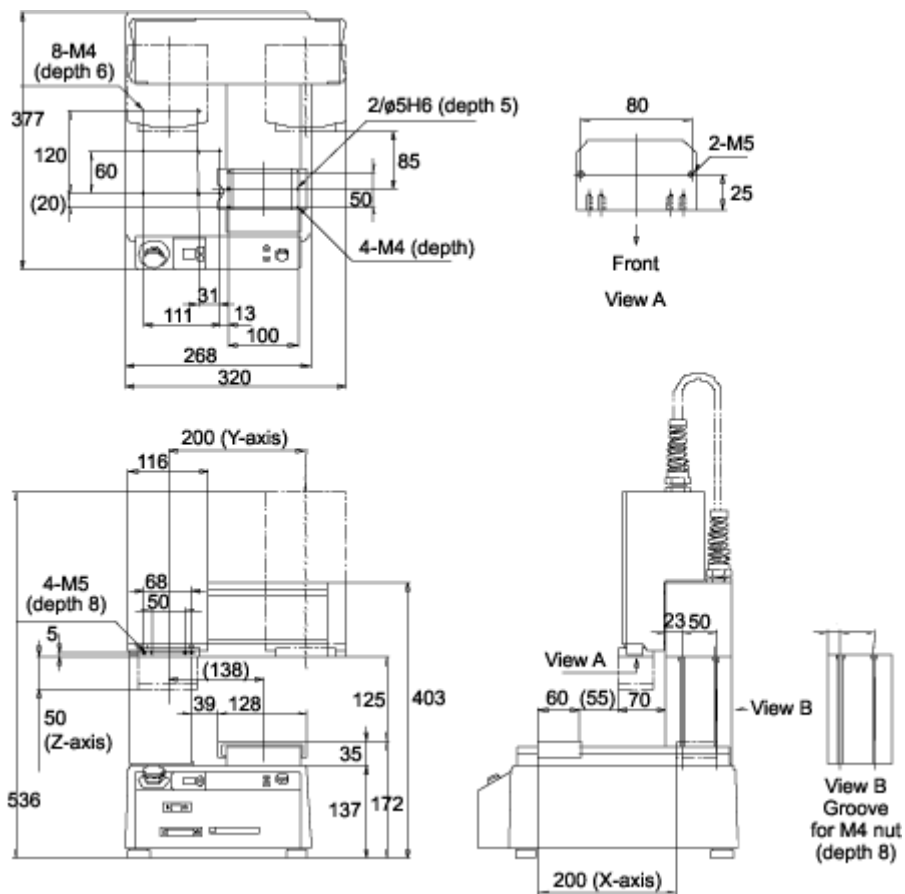 8-M4
(depth 6)
377
120
60
(20)
2/ø5H6 (depth 5)
85
50
4-M4 (depth)
31
13
111
100
268
320
80
2-M5
25
Front
View A
200 (Y-axis)
116
4-M5
(depth 8)
68
50
5
(138)
39
128
50
(Z-axis)
125
403
35
536
137
172
23
50
View A
60
(55)
70
View B
200 (X-axis)
View B
Groove
for M4 nut
(depth 8)